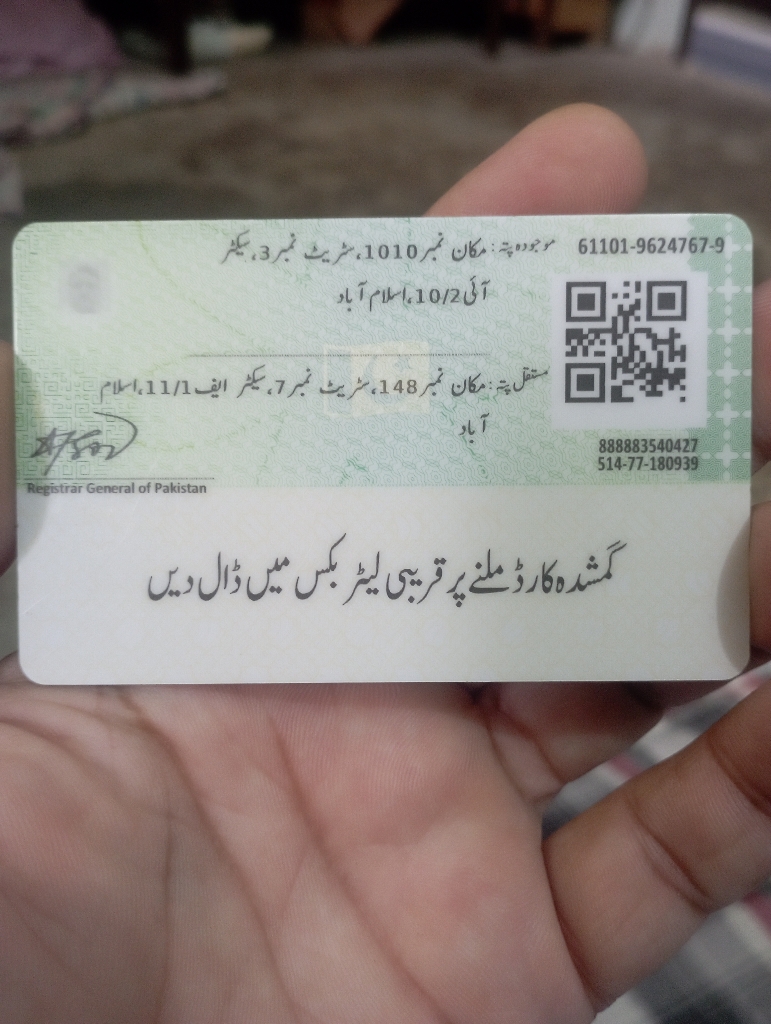 61101-9624767-9
موجودہ پتہ: مکان نمبر 1010، سٹریٹ نمبر 3، سیکٹر
آئی 10/2، اسلام آباد
مستقل پتہ: مکان نمبر 148، سٹریٹ نمبر 7، سیکٹر ایف 11/1، اسلام
آباد
888883540427
514-77-180939
Registrar General of Pakistan
گمشدہ کارڈ ملنے پر قریبی لیٹر بکس میں ڈال دیں